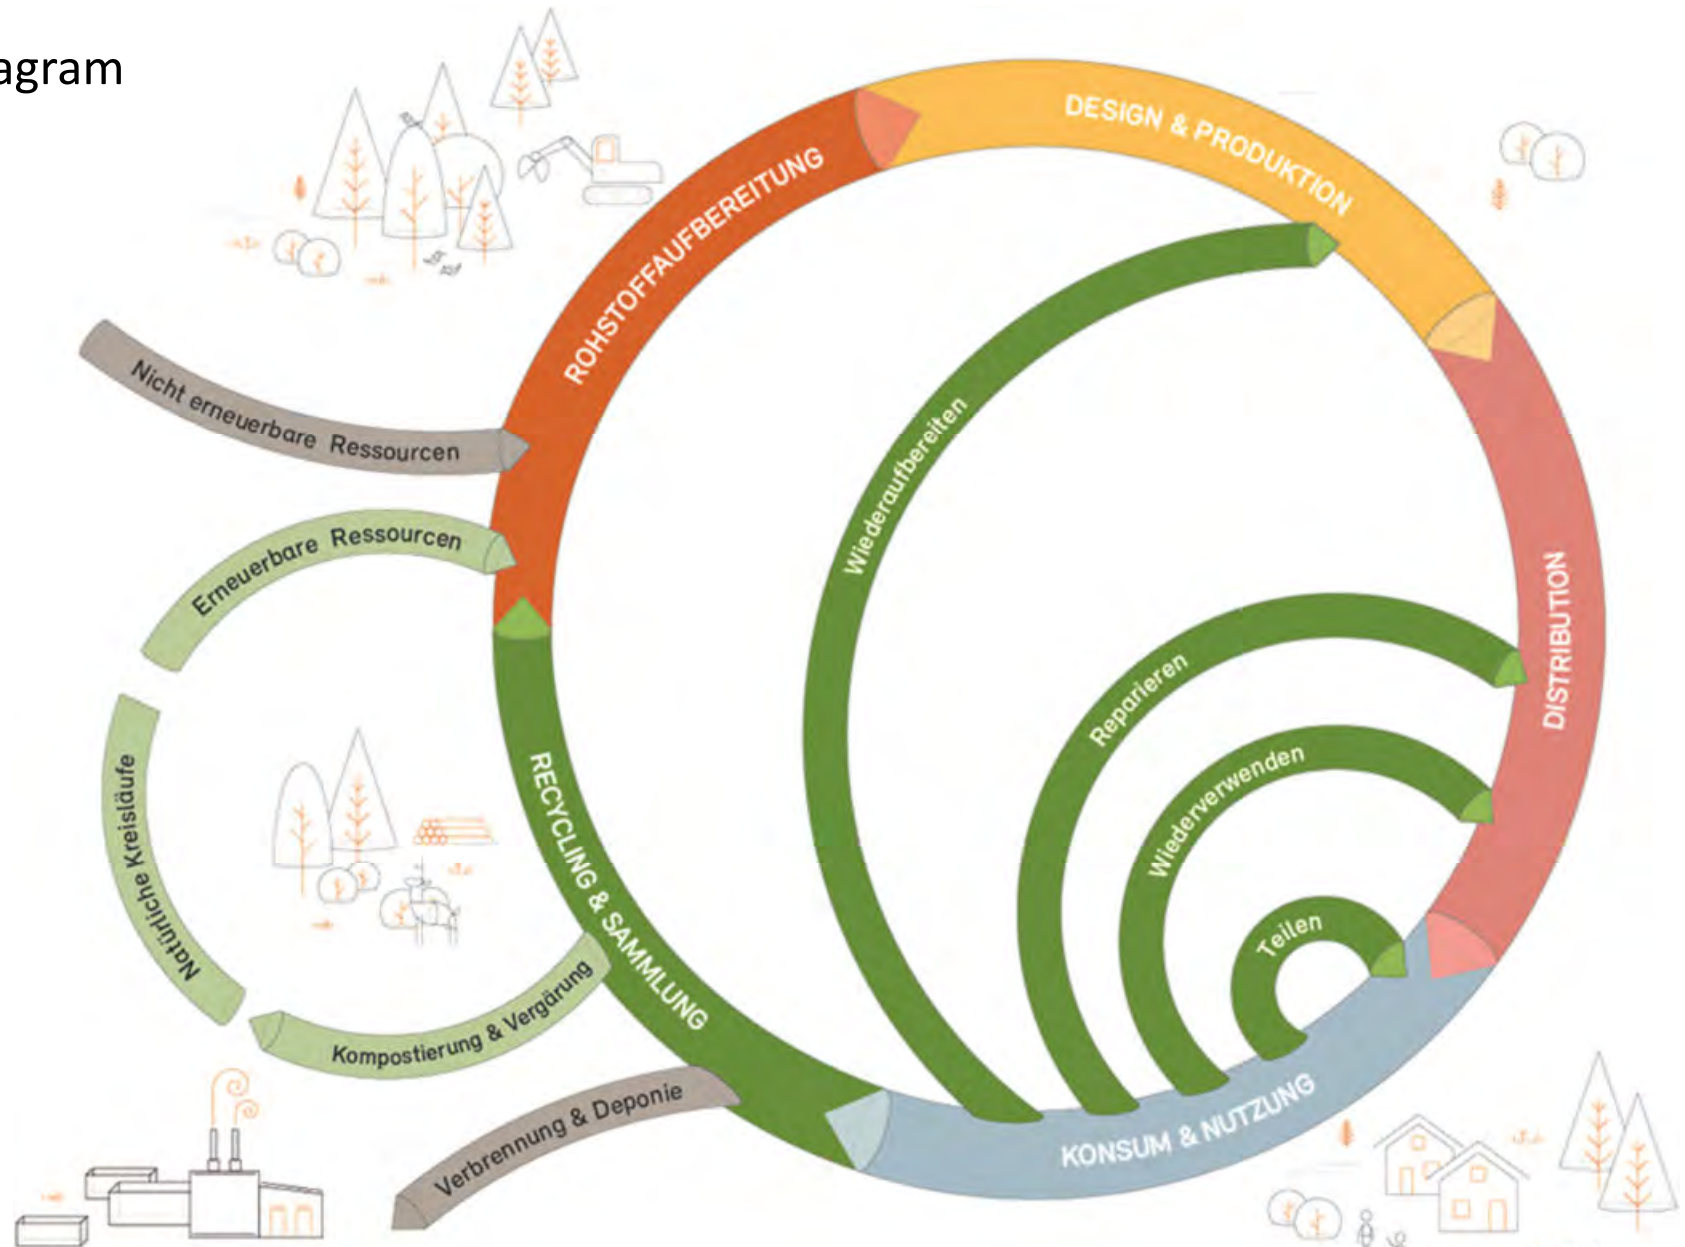 agram
DESIGN & PRODUKTION
ROHSTOFFAUFBEREITUNG
Nicht erneuerbare Ressourcen
Wiederaufbereiten
Erneuerbare Ressourcen
DISTRIBUTION
Reparieren
Wiederverwenden
RECYCLING & SAMMLUNG
Natürliche Kreisläufe
Teilen
Kompostierung & Vergärung
Verbrennung & Deponie
KONSUM & NUTZUNG